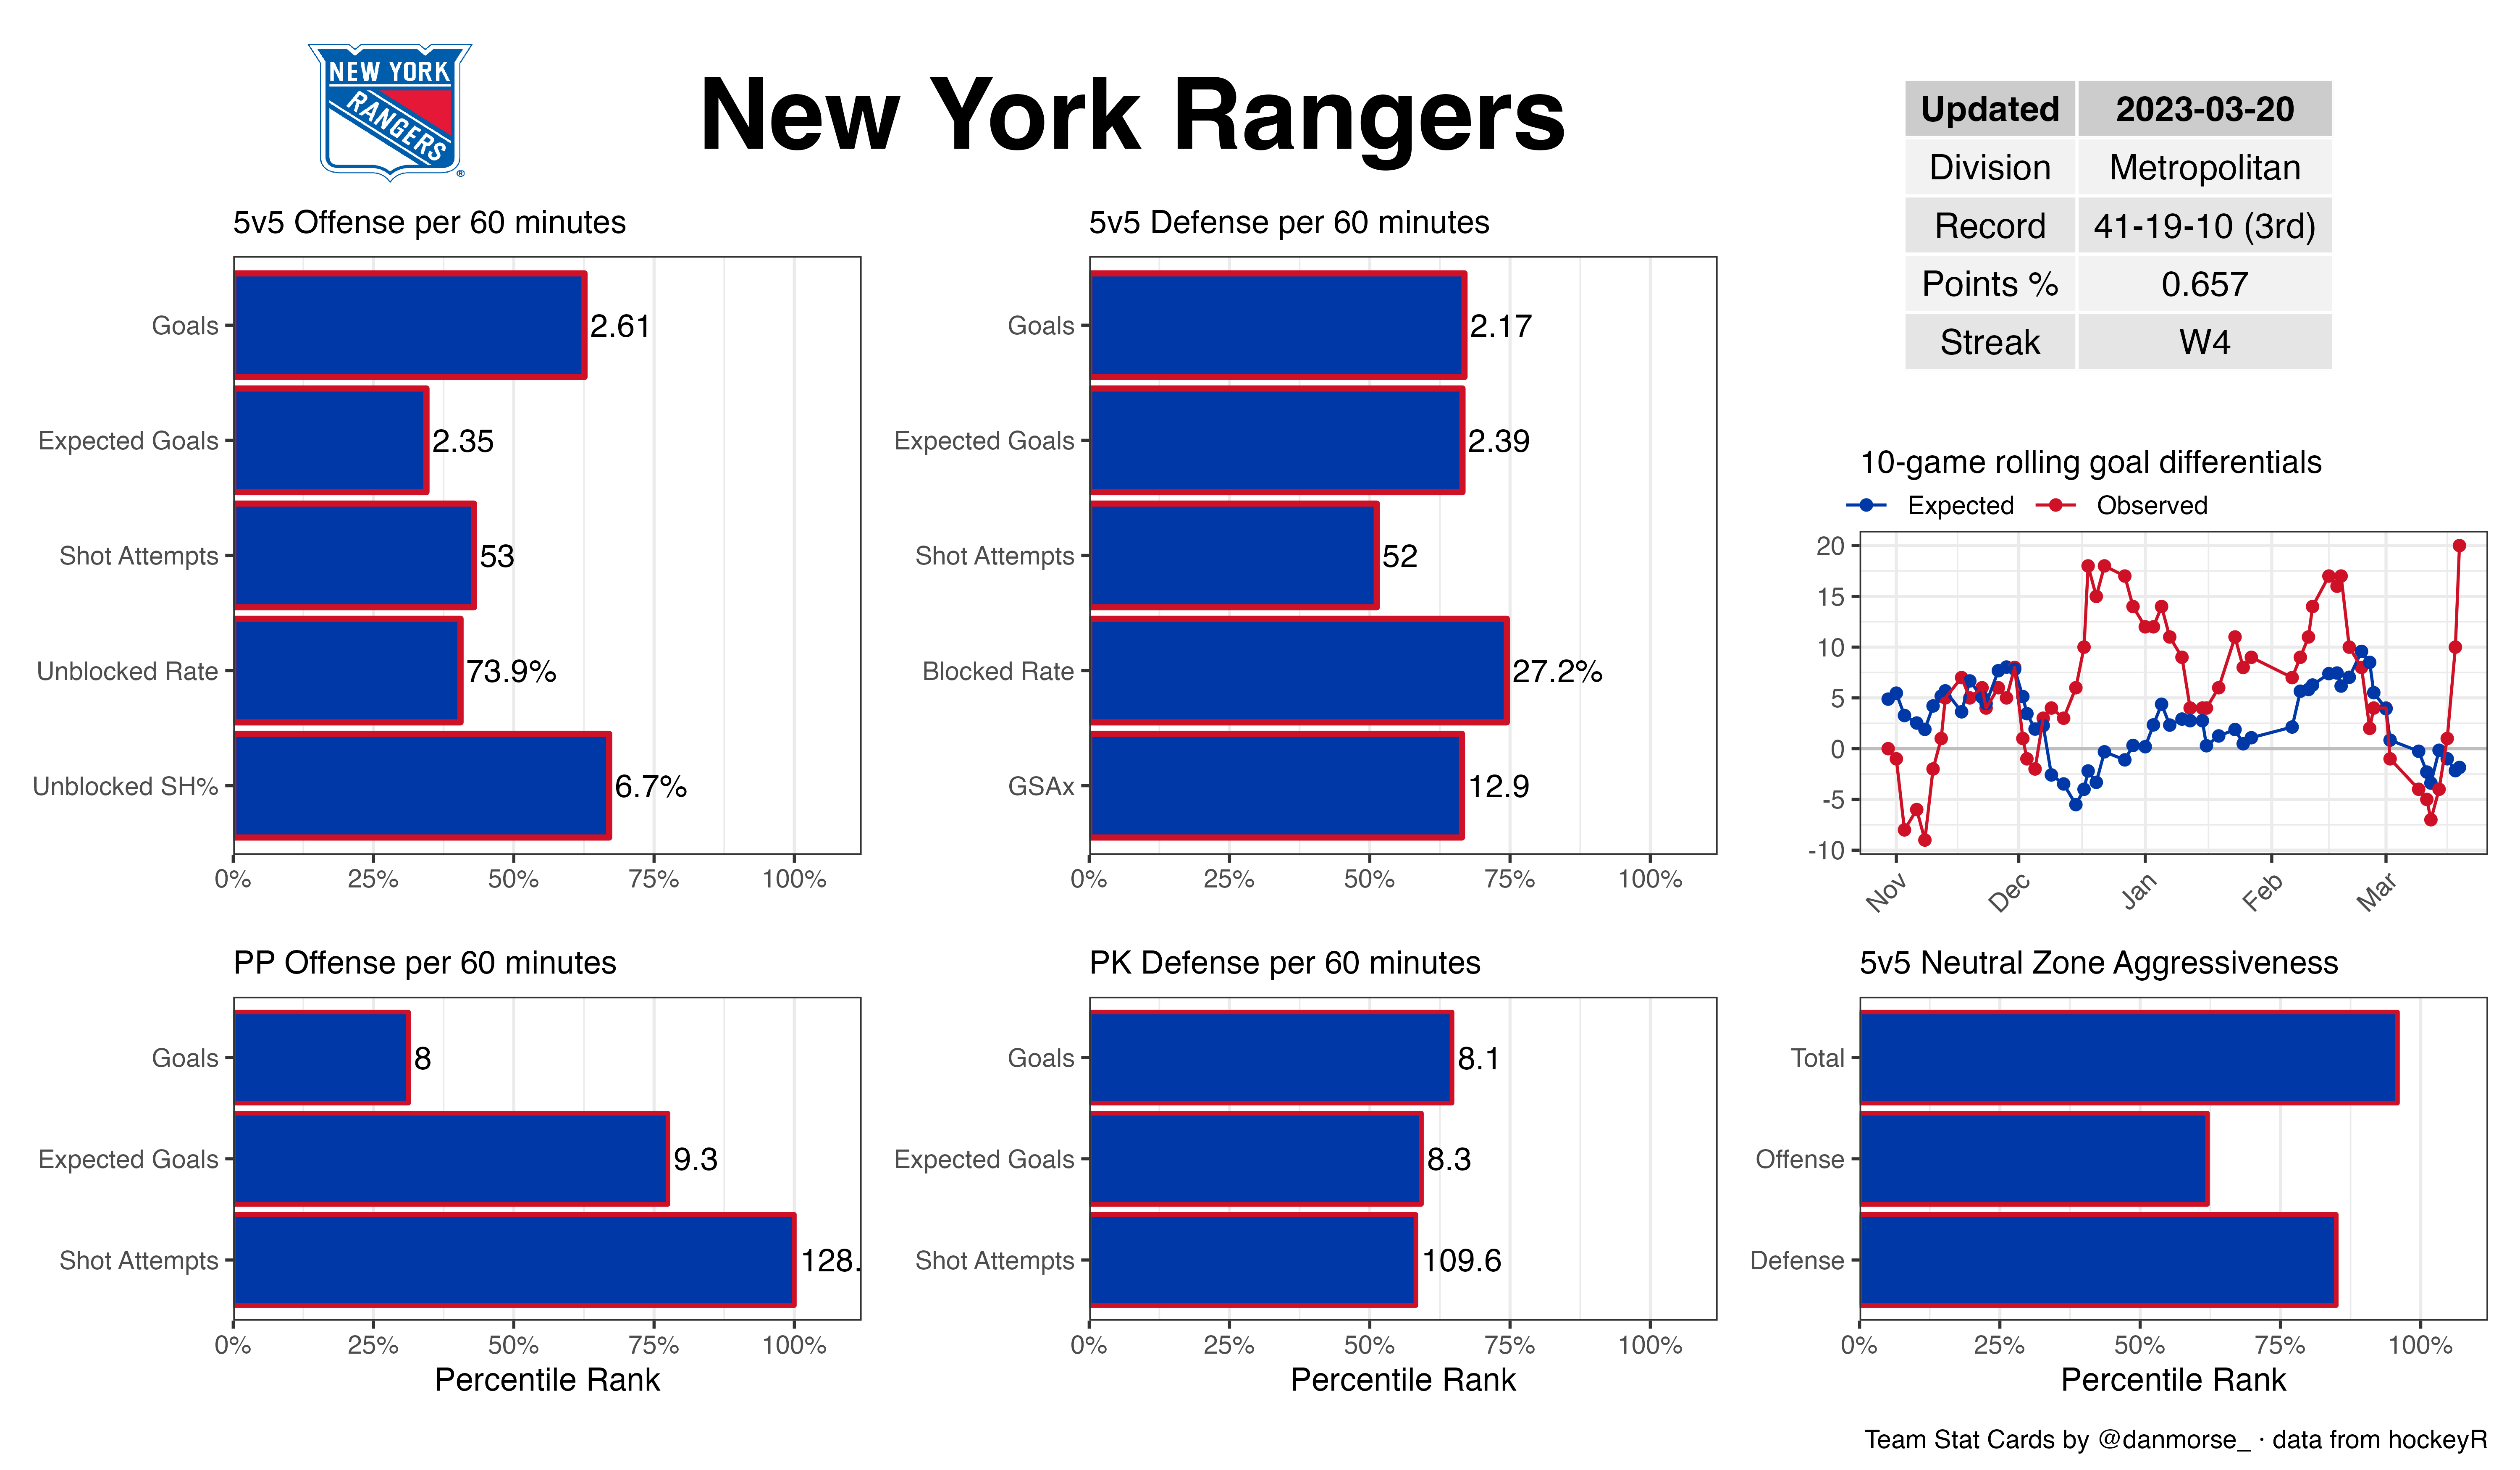 NEW YORK
RANGERS
®
New York Rangers
Updated 2023-03-20
Division Metropolitan
Record 41-19-10 (3rd)
Points % 0.657
Streak W4
5v5 Offense per 60 minutes
Goals 2.61
Expected Goals 2.35
Shot Attempts 53
Unblocked Rate 73.9%
Unblocked SH% 6.7%
0% 25% 50% 75% 100%
5v5 Defense per 60 minutes
Goals 2.17
Expected Goals 2.39
Shot Attempts 52
Blocked Rate 27.2%
GSAx 12.9
0% 25% 50% 75% 100%
10-game rolling goal differentials
Expected Observed
20
15
10
5
0
-5
-10
Nov Dec Jan Feb Mar
PP Offense per 60 minutes
Goals 8
Expected Goals 9.3
Shot Attempts 128.
0% 25% 50% 75% 100%
Percentile Rank
PK Defense per 60 minutes
Goals 8.1
Expected Goals 8.3
Shot Attempts 109.6
0% 25% 50% 75% 100%
Percentile Rank
5v5 Neutral Zone Aggressiveness
Total
Offense
Defense
0% 25% 50% 75% 100%
Percentile Rank
Team Stat Cards by @danmorse_ · data from hockeyR